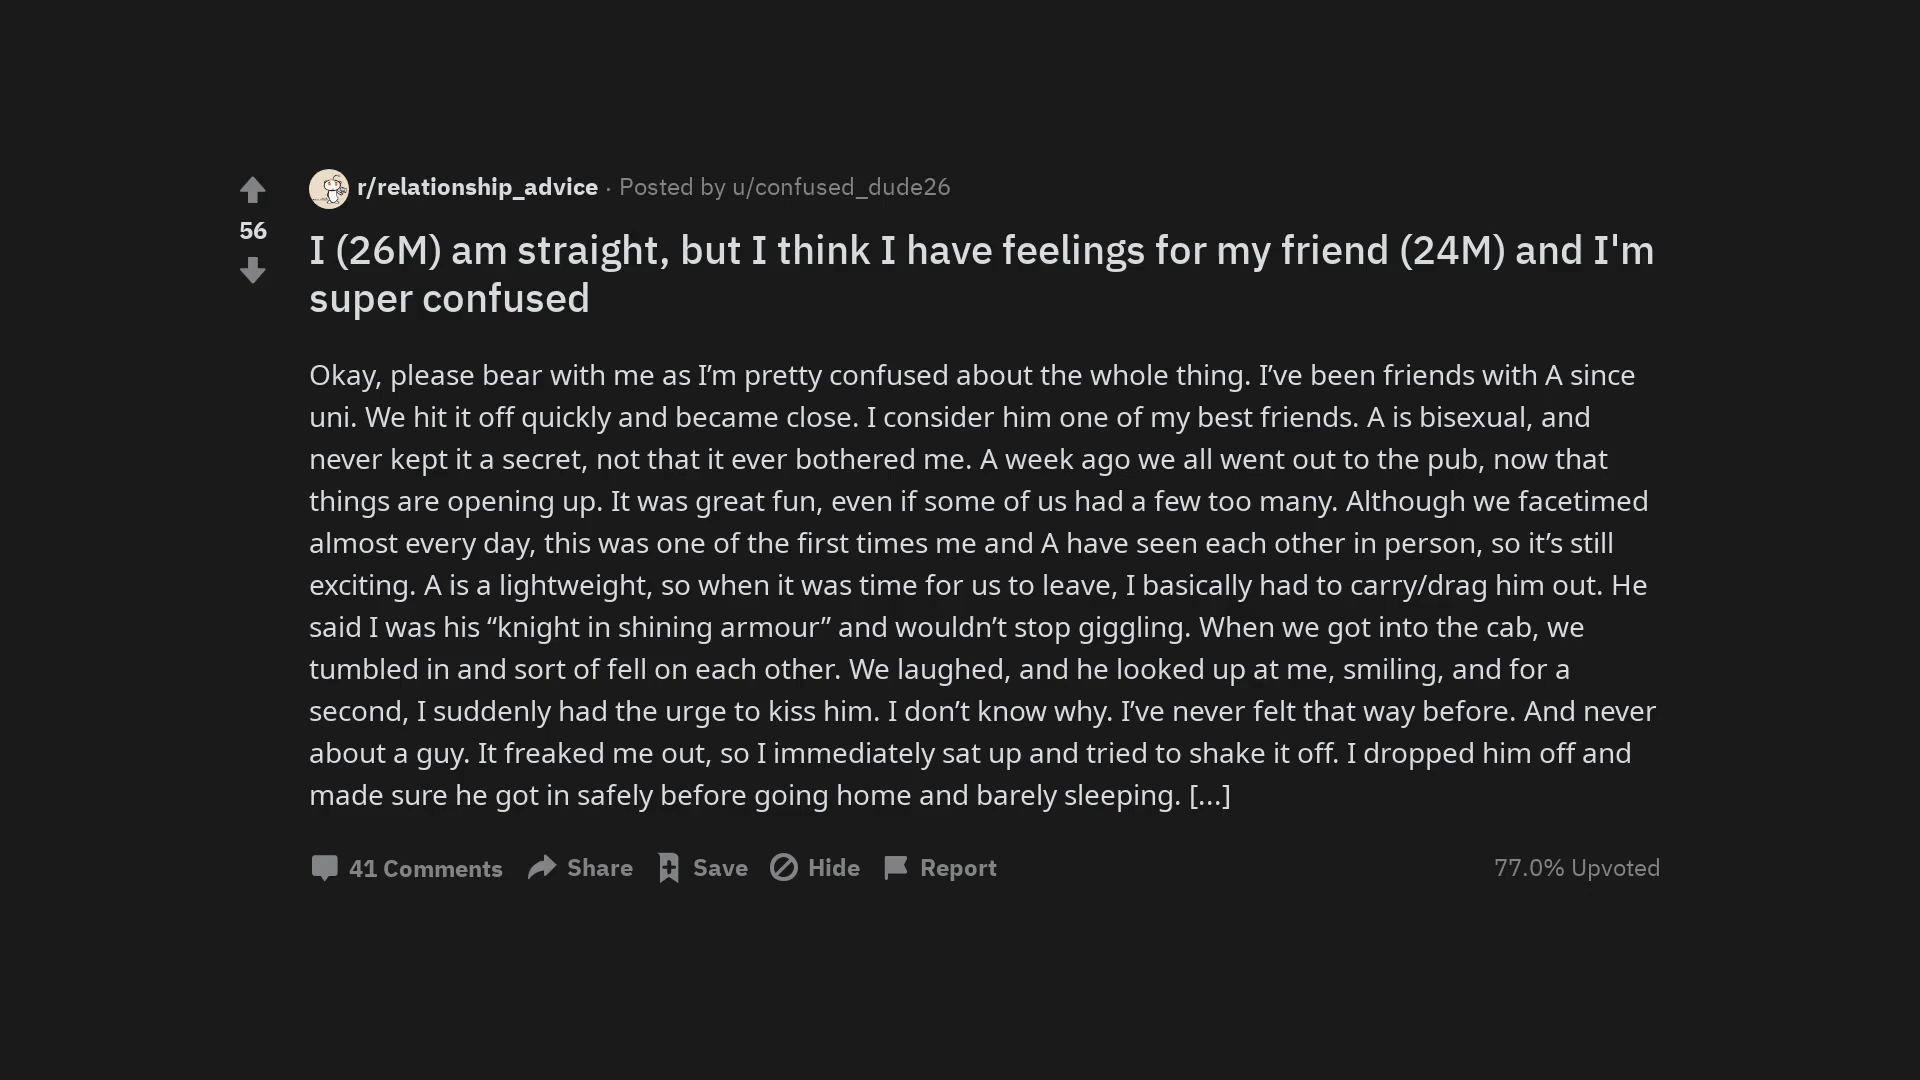 r/relationship_advice · Posted by u/confused_dude26
56
I (26M) am straight, but I think I have feelings for my friend (24M) and I'm
super confused
Okay, please bear with me as I’m pretty confused about the whole thing. I’ve been friends with A since
uni. We hit it off quickly and became close. I consider him one of my best friends. A is bisexual, and
never kept it a secret, not that it ever bothered me. A week ago we all went out to the pub, now that
things are opening up. It was great fun, even if some of us had a few too many. Although we facetimed
almost every day, this was one of the first times me and A have seen each other in person, so it’s still
exciting. A is a lightweight, so when it was time for us to leave, I basically had to carry/drag him out. He
said I was his “knight in shining armour” and wouldn’t stop giggling. When we got into the cab, we
tumbled in and sort of fell on each other. We laughed, and he looked up at me, smiling, and for a
second, I suddenly had the urge to kiss him. I don’t know why. I’ve never felt that way before. And never
about a guy. It freaked me out, so I immediately sat up and tried to shake it off. I dropped him off and
made sure he got in safely before going home and barely sleeping. [...]
41 Comments Share Save Hide Report 77.0% Upvoted